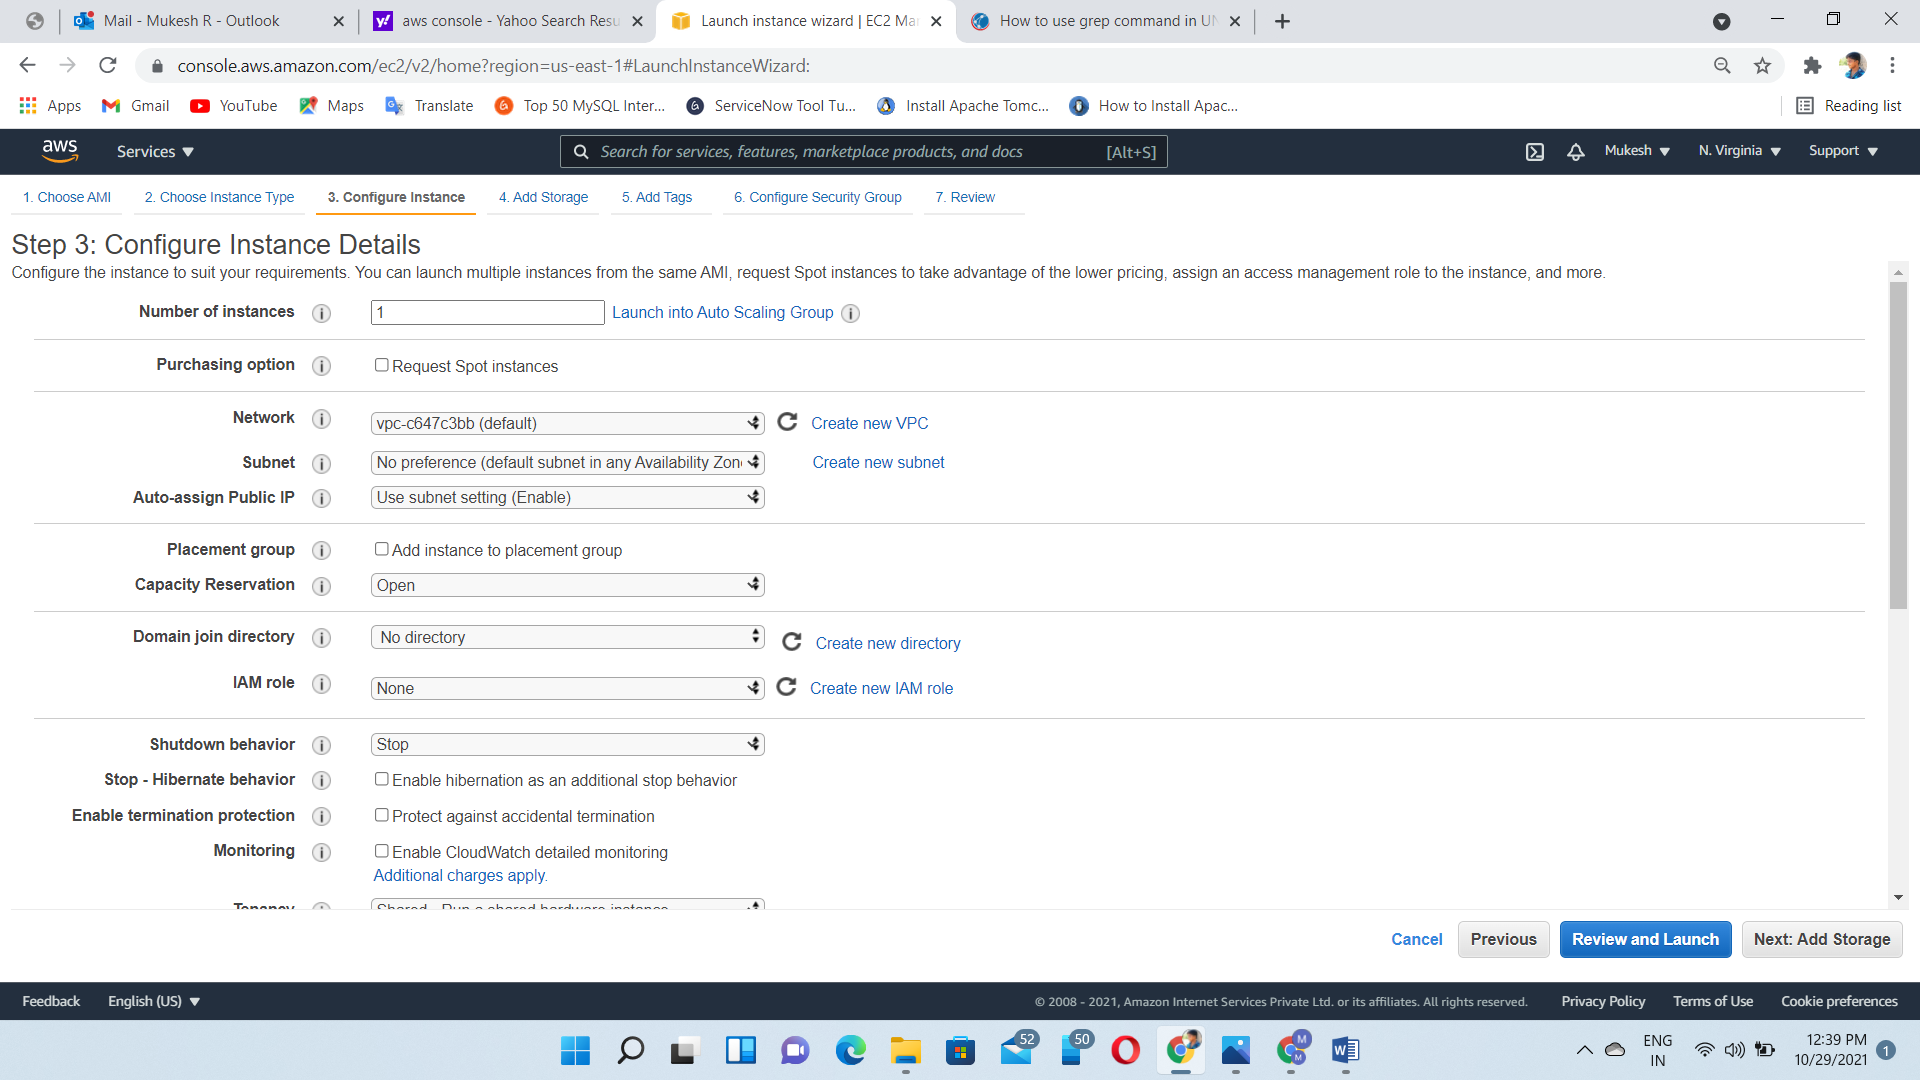 Mail - Mukesh R - Outlook
aws console - Yahoo Search Resu
Launch instance wizard | EC2 Ma
How to use grep command in UN
console.aws.amazon.com/ec2/v2/home?region=us-east-1#LaunchInstanceWizard:
Apps Gmail YouTube Maps Translate Top 50 MySQL Inter... ServiceNow Tool Tu... Install Apache Tomc... How to Install Apac... Reading list
aws Services Search for services, features, marketplace products, and docs [Alt+S] Mukesh N. Virginia Support
1. Choose AMI 2. Choose Instance Type 3. Configure Instance 4. Add Storage 5. Add Tags 6. Configure Security Group 7. Review
Step 3: Configure Instance Details
Configure the instance to suit your requirements. You can launch multiple instances from the same AMI, request Spot instances to take advantage of the lower pricing, assign an access management role to the instance, and more.
Number of instances 1 Launch into Auto Scaling Group
Purchasing option Request Spot instances
Network vpc-c647c3bb (default) Create new VPC
Subnet No preference (default subnet in any Availability Zon Create new subnet
Auto-assign Public IP Use subnet setting (Enable)
Placement group Add instance to placement group
Capacity Reservation Open
Domain join directory No directory Create new directory
IAM role None Create new IAM role
Shutdown behavior Stop
Stop - Hibernate behavior Enable hibernation as an additional stop behavior
Enable termination protection Protect against accidental termination
Monitoring Enable CloudWatch detailed monitoring
Additional charges apply.
Tenancy Shared - Run a shared hardware instance
Cancel Previous Review and Launch Next: Add Storage
Feedback English (US) © 2008 - 2021, Amazon Internet Services Private Ltd. or its affiliates. All rights reserved. Privacy Policy Terms of Use Cookie preferences
52 50 M M
ENG
IN
12:39 PM
10/29/2021
1